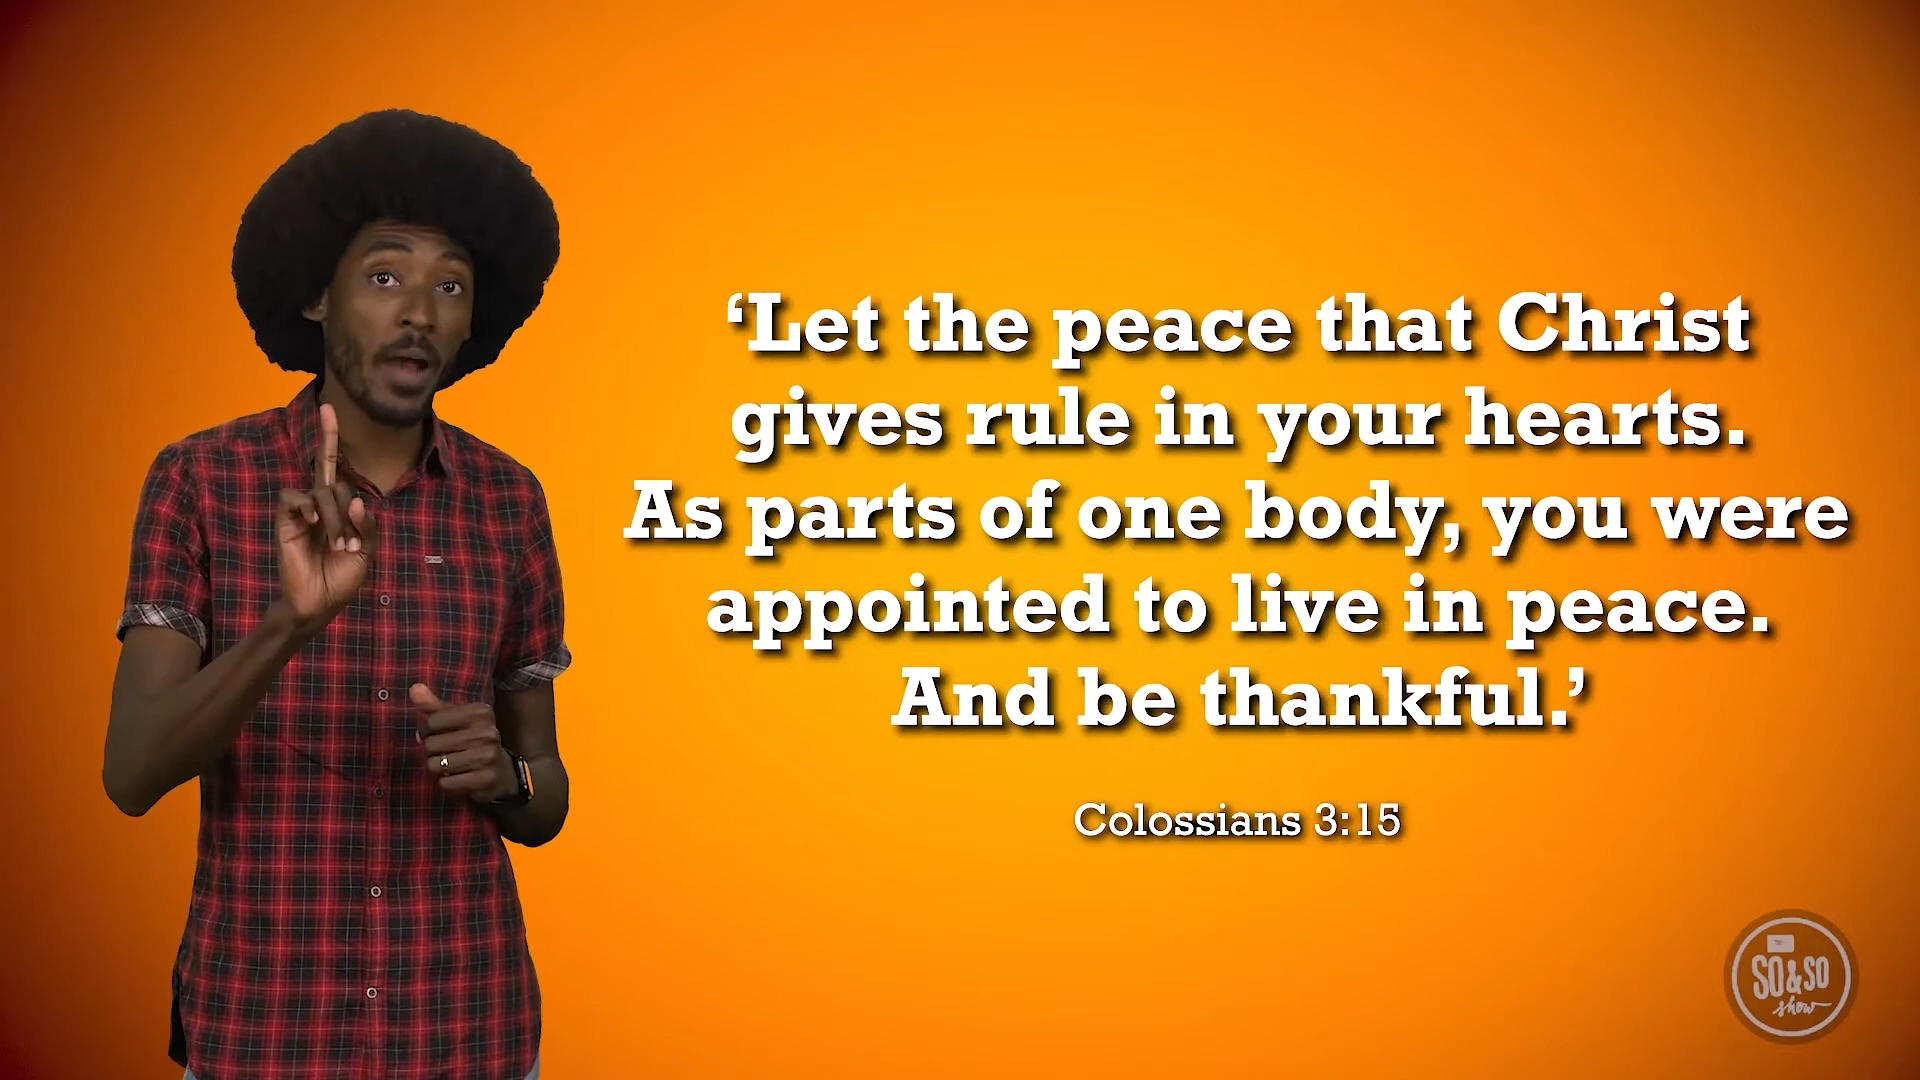 ‘Let the peace that Christ
gives rule in your hearts.
As parts of one body, you were
appointed to live in peace.
And be thankful.’
Colossians 3:15
SO & SO
show